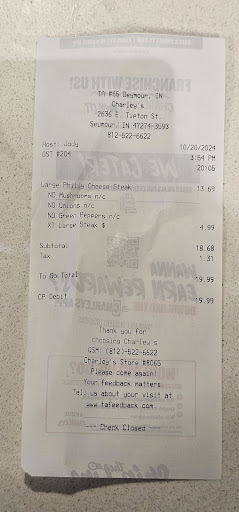 TA #65 Seymour, IN
Charley's
2636 E. Tipton St.
Seymour, IN 47274-3693
812-522-6622
Host: Jody 10/20/2024
GST #204 3:54 PM
20105
Large Philly Cheese Steak 13.69
NO Mushrooms n/c
NO Onions n/c
NO Green Peppers n/c
XT Large Steak $ 4.99
Subtotal 18.68
Tax 1.31
To Go Total 19.99
CP Debit 19.99
Thank you for
choosing Charley's
GSM: (812)-522-6622
Charley's Store #8065
Please come again!
Your feedback matters
Tell us about your visit at
www.tafeedback.com
--- Check Closed ---